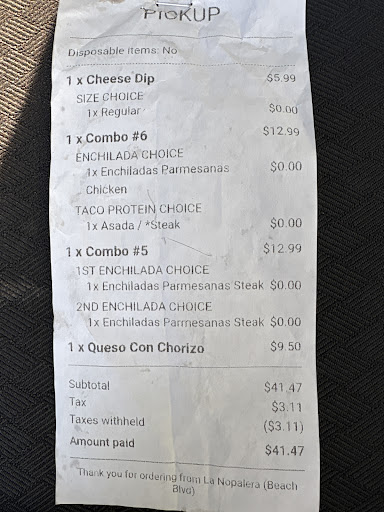 PICKUP
Disposable items: No
1 x Cheese Dip $5.99
SIZE CHOICE
1x Regular $0.00
1 x Combo #6 $12.99
ENCHILADA CHOICE
1x Enchiladas Parmesanas $0.00
Chicken
TACO PROTEIN CHOICE
1x Asada / *Steak $0.00
1 x Combo #5 $12.99
1ST ENCHILADA CHOICE
1x Enchiladas Parmesanas Steak $0.00
2ND ENCHILADA CHOICE
1x Enchiladas Parmesanas Steak $0.00
1 x Queso Con Chorizo $9.50
Subtotal $41.47
Tax $3.11
Taxes withheld ($3.11)
Amount paid $41.47
Thank you for ordering from La Nopalera (Beach
Blvd)